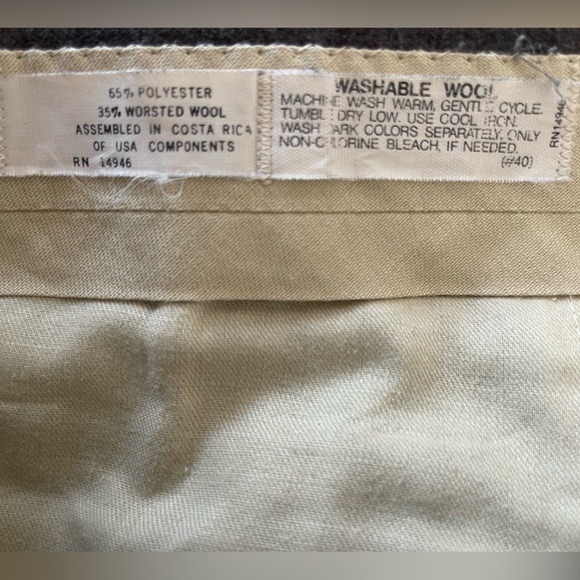 65% POLYESTER
35% WORSTED WOOL
ASSEMBLED IN COSTA RICA
OF USA COMPONENTS
RN 14946
WASHABLE WOOL
MACHINE WASH WARM, GENTLE CYCLE.
TUMBLE DRY LOW. USE COOL IRON.
WASH DARK COLORS SEPARATELY, ONLY
NON-CHLORINE BLEACH, IF NEEDED.
(#40)
RN14946